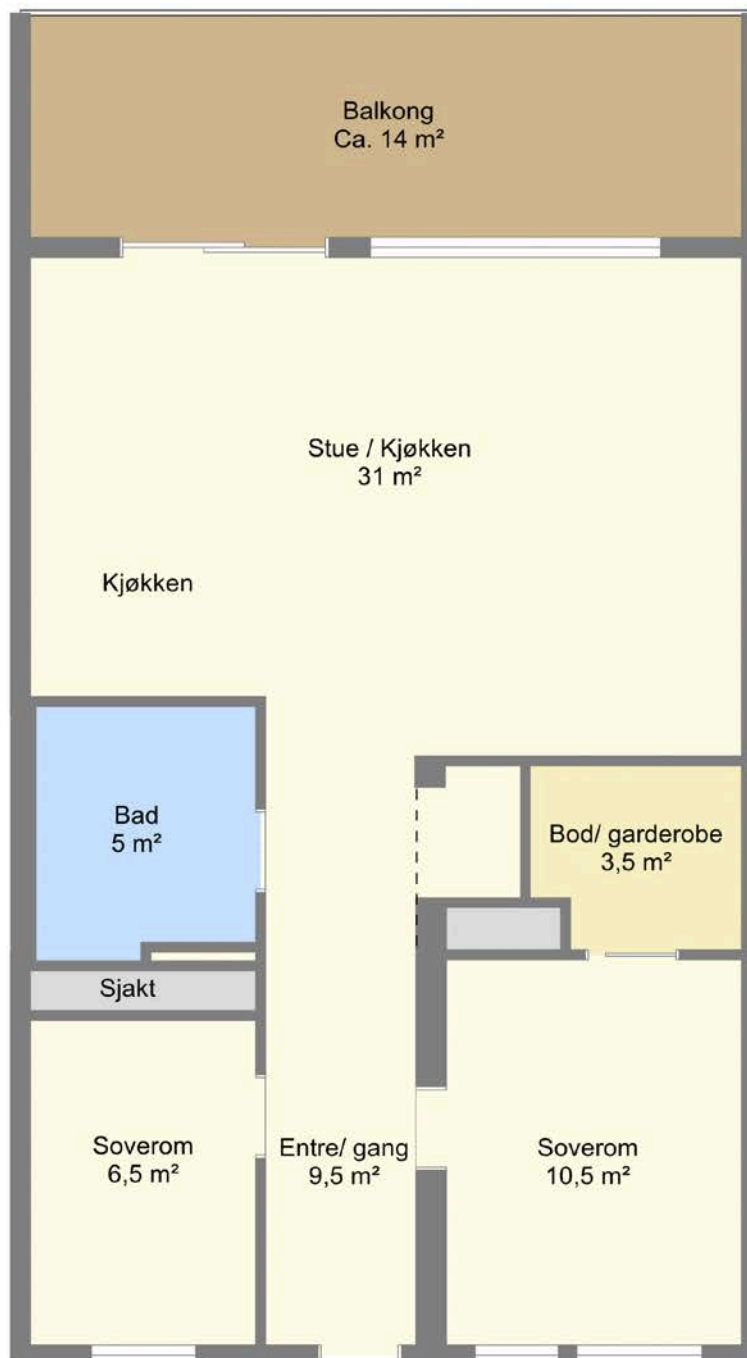 Balkong
Ca. 14 m²
Stue / Kjøkken
31 m²
Kjøkken
Bad
5 m²
Bod/ garderobe
3,5 m²
Sjakt
Soverom
6,5 m²
Entre/ gang
9,5 m²
Soverom
10,5 m²